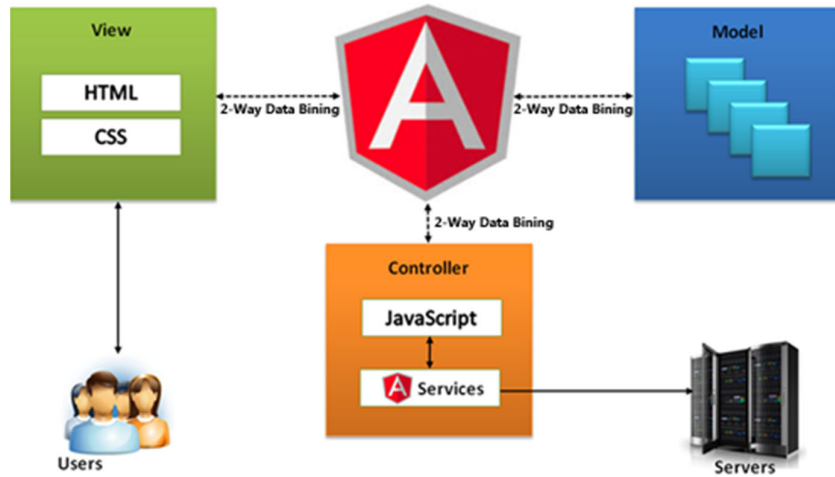 View
HTML
CSS
2-Way Data Bining
A
2-Way Data Bining
Model
2-Way Data Bining
Controller
JavaScript
A Services
Users
Servers